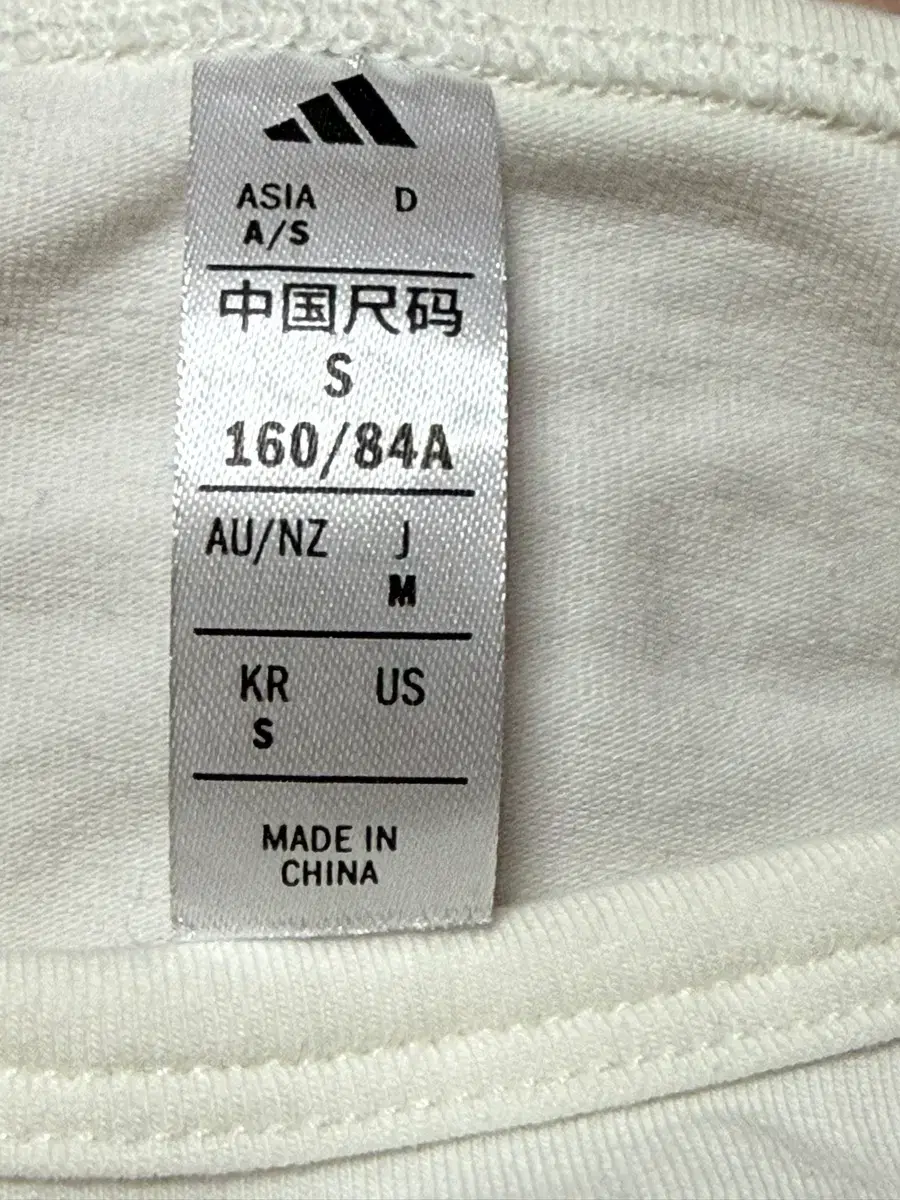 ASIA D
A/S
中国尺码
S
160/84A
AU/NZ J
M
KR US
S
MADE IN
CHINA